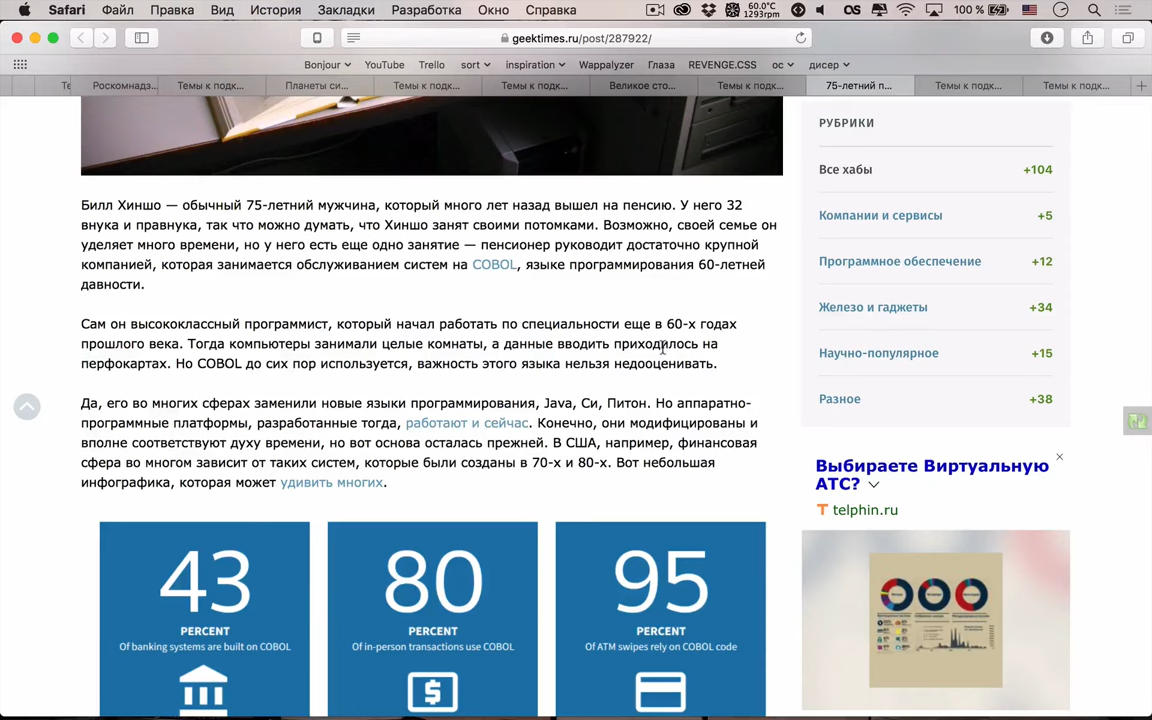 Safari Файл Правка Вид История Закладки Разработка Окно Справка
60.0°C
1293rpm
100 %
geektimes.ru/post/287922/
Bonjour YouTube Trello sort inspiration Wappalyzer Глаза REVENGE.CSS ос дисер
Те Роскомнадз... Темы к подк... Планеты си... Темы к подк... Темы к подк... Великое сто... Темы к подк... 75-летний п... Темы к подк... Темы к подк...
Билл Хиншо — обычный 75-летний мужчина, который много лет назад вышел на пенсию. У него 32
внука и правнука, так что можно думать, что Хиншо занят своими потомками. Возможно, своей семье он
уделяет много времени, но у него есть еще одно занятие — пенсионер руководит достаточно крупной
компанией, которая занимается обслуживанием систем на COBOL, языке программирования 60-летней
давности.
Сам он высококлассный программист, который начал работать по специальности еще в 60-х годах
прошлого века. Тогда компьютеры занимали целые комнаты, а данные вводить приходилось на
перфокартах. Но COBOL до сих пор используется, важность этого языка нельзя недооценивать.
Да, его во многих сферах заменили новые языки программирования, Java, Си, Питон. Но аппаратно-
программные платформы, разработанные тогда, работают и сейчас. Конечно, они модифицированы и
вполне соответствуют духу времени, но вот основа осталась прежней. В США, например, финансовая
сфера во многом зависит от таких систем, которые были созданы в 70-х и 80-х. Вот небольшая
инфографика, которая может удивить многих.
43
PERCENT
Of banking systems are built on COBOL
80
PERCENT
Of in-person transactions use COBOL
95
PERCENT
Of ATM swipes rely on COBOL code
РУБРИКИ
Все хабы +104
Компании и сервисы +5
Программное обеспечение +12
Железо и гаджеты +34
Научно-популярное +15
Разное +38
Выбираете Виртуальную
АТС?
telphin.ru